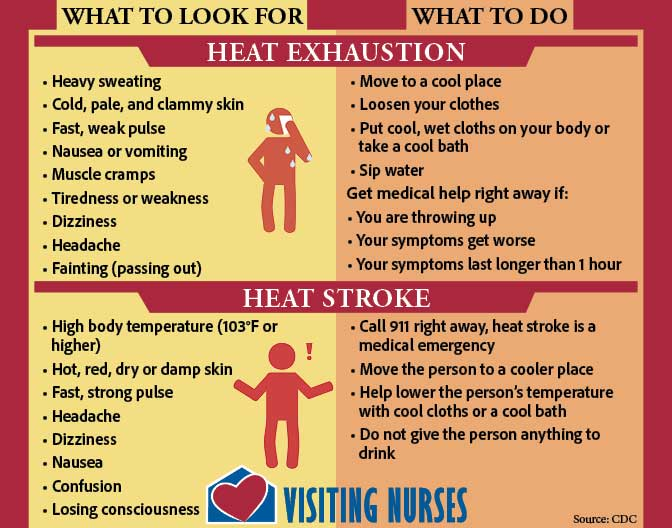 WHAT TO LOOK FOR
WHAT TO DO
HEAT EXHAUSTION
• Heavy sweating
• Cold, pale, and clammy skin
• Fast, weak pulse
• Nausea or vomiting
• Muscle cramps
• Tiredness or weakness
• Dizziness
• Headache
• Fainting (passing out)
• Move to a cool place
• Loosen your clothes
• Put cool, wet cloths on your body or
take a cool bath
• Sip water
Get medical help right away if:
• You are throwing up
• Your symptoms get worse
• Your symptoms last longer than 1 hour
HEAT STROKE
• High body temperature (103°F or
higher)
• Hot, red, dry or damp skin
• Fast, strong pulse
• Headache
• Dizziness
• Nausea
• Confusion
• Losing consciousness
!
• Call 911 right away, heat stroke is a
medical emergency
• Move the person to a cooler place
• Help lower the person's temperature
with cool cloths or a cool bath
• Do not give the person anything to
drink
VISITING NURSES
Source: CDC